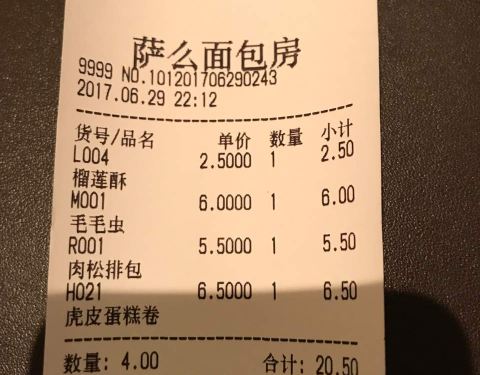 萨么面包房
9999 NO.101201706290243
2017.06.29 22:12
货号/品名 单价 数量 小计
L004 2.5000 1 2.50
榴莲酥
M001 6.0000 1 6.00
毛毛虫
R001 5.5000 1 5.50
肉松排包
H021 6.5000 1 6.50
虎皮蛋糕卷
数量: 4.00 合计: 20.50